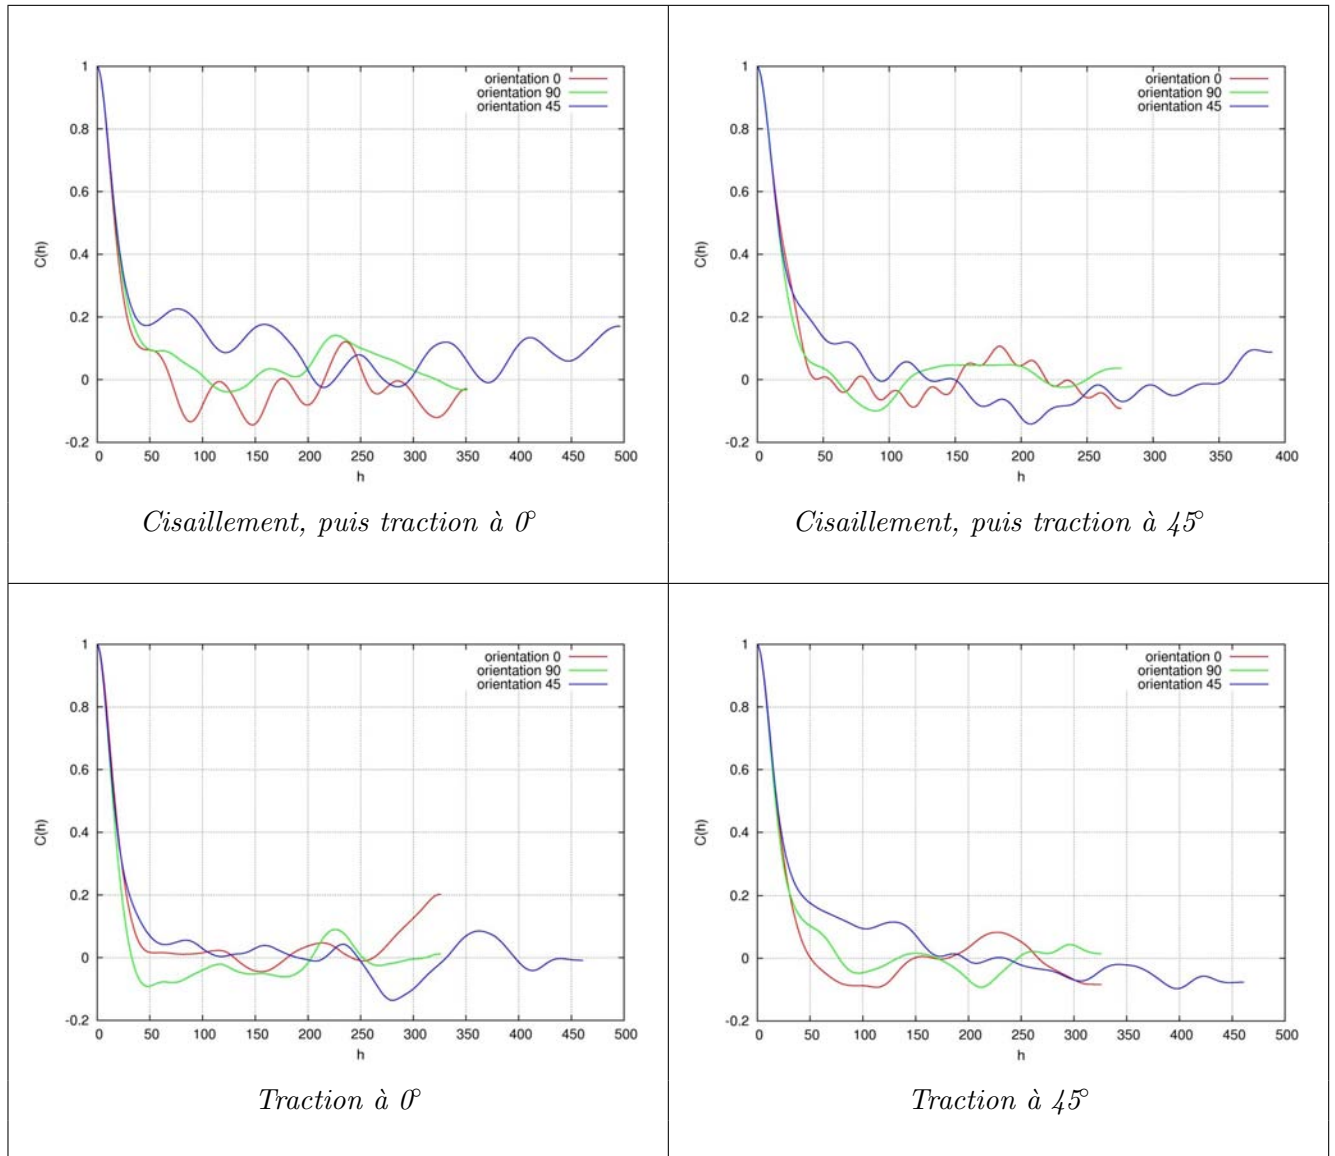 orientation 0
orientation 90
orientation 45
1
0.8
0.6
0.4
0.2
0
-0.2
C(h)
0 50 100 150 200 250 300 350 400 450 500
h
Cisaillement, puis traction à 0°
orientation 0
orientation 90
orientation 45
1
0.8
0.6
0.4
0.2
0
-0.2
C(h)
0 50 100 150 200 250 300 350 400
h
Cisaillement, puis traction à 45°
orientation 0
orientation 90
orientation 45
1
0.8
0.6
0.4
0.2
0
-0.2
C(h)
0 50 100 150 200 250 300 350 400 450 500
h
Traction à 0°
orientation 0
orientation 90
orientation 45
1
0.8
0.6
0.4
0.2
0
-0.2
C(h)
0 50 100 150 200 250 300 350 400 450 500
h
Traction à 45°